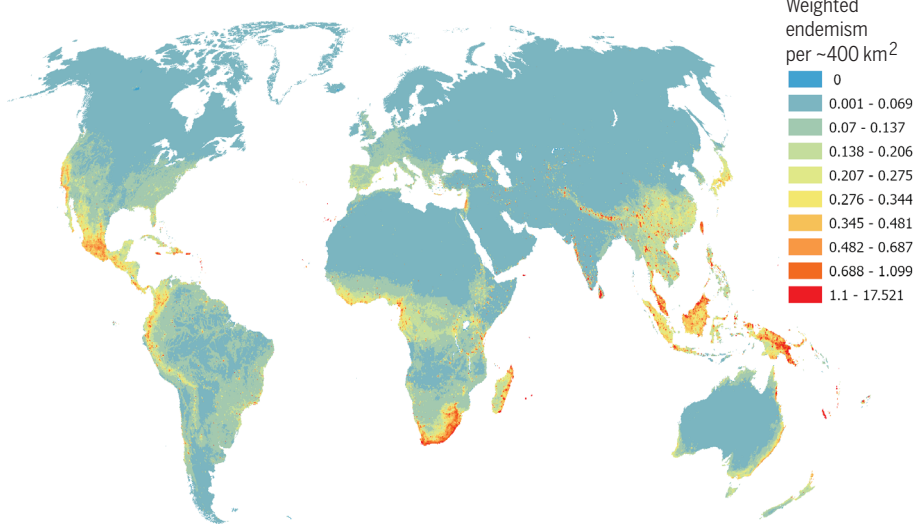 Weighted
endemism
per ~400 km2
0
0.001 - 0.069
0.07 - 0.137
0.138 - 0.206
0.207 - 0.275
0.276 - 0.344
0.345 - 0.481
0.482 - 0.687
0.688 - 1.099
1.1 - 17.521